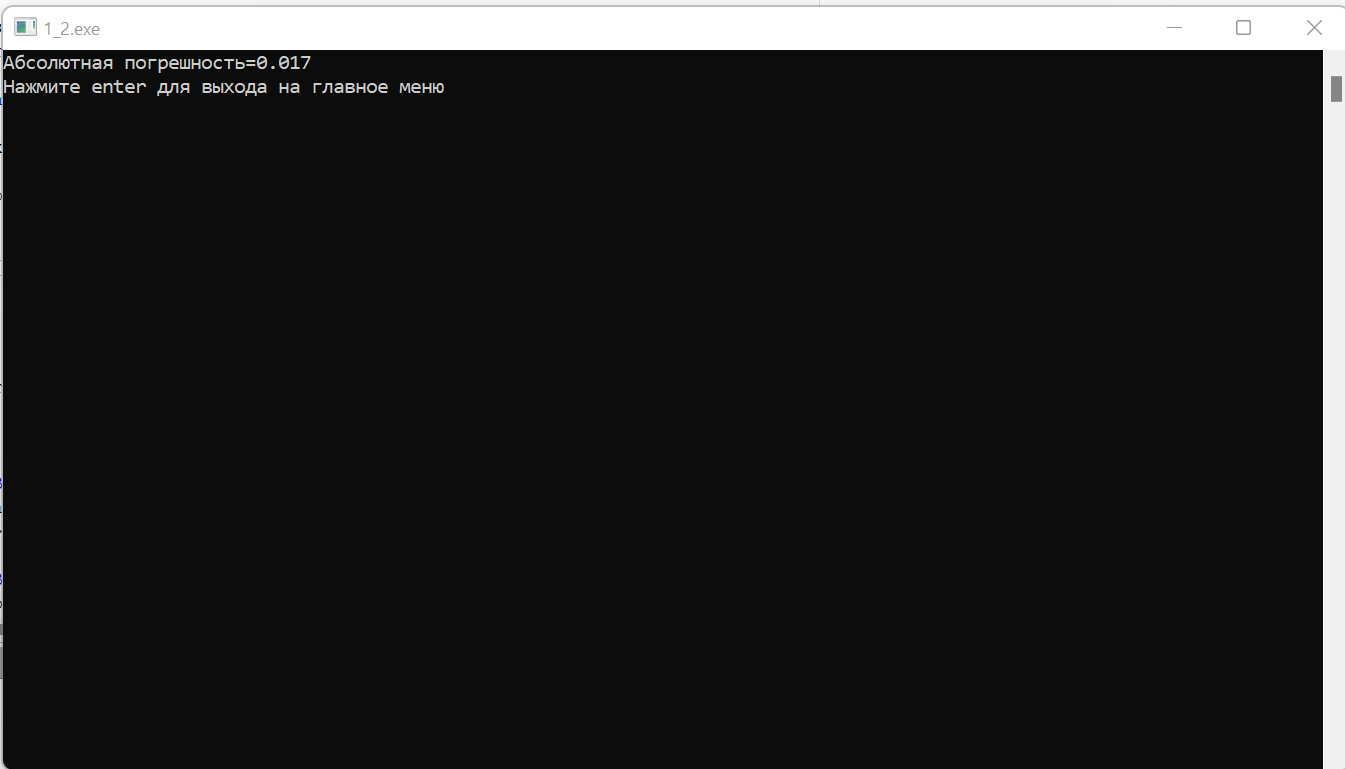 1_2.exe
Абсолютная погрешность=0.017
Нажмите enter для выхода на главное меню